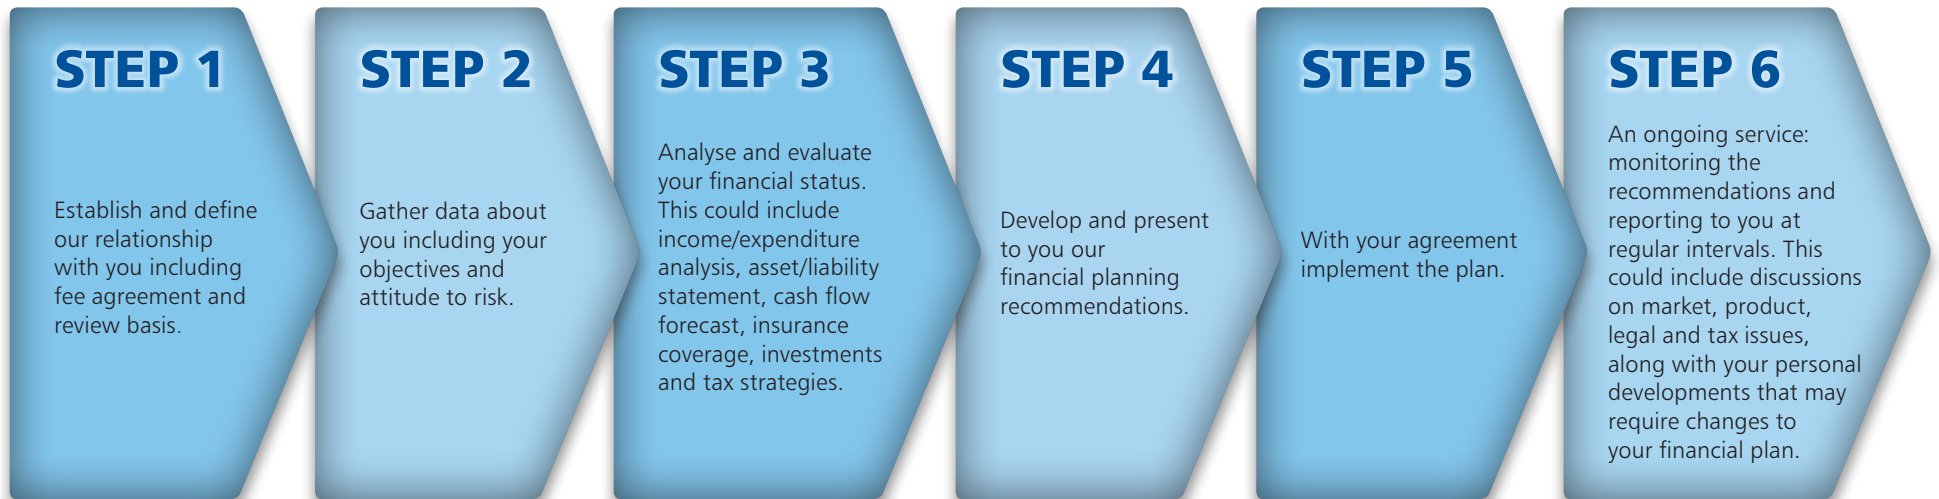 STEP 1
Establish and define
our relationship
with you including
fee agreement and
review basis.
STEP 2
Gather data about
you including your
objectives and
attitude to risk.
STEP 3
Analyse and evaluate
your financial status.
This could include
income/expenditure
analysis, asset/liability
statement, cash flow
forecast, insurance
coverage, investments
and tax strategies.
STEP 4
Develop and present
to you our
financial planning
recommendations.
STEP 5
With your agreement
implement the plan.
STEP 6
An ongoing service:
monitoring the
recommendations and
reporting to you at
regular intervals. This
could include discussions
on market, product,
legal and tax issues,
along with your personal
developments that may
require changes to
your financial plan.